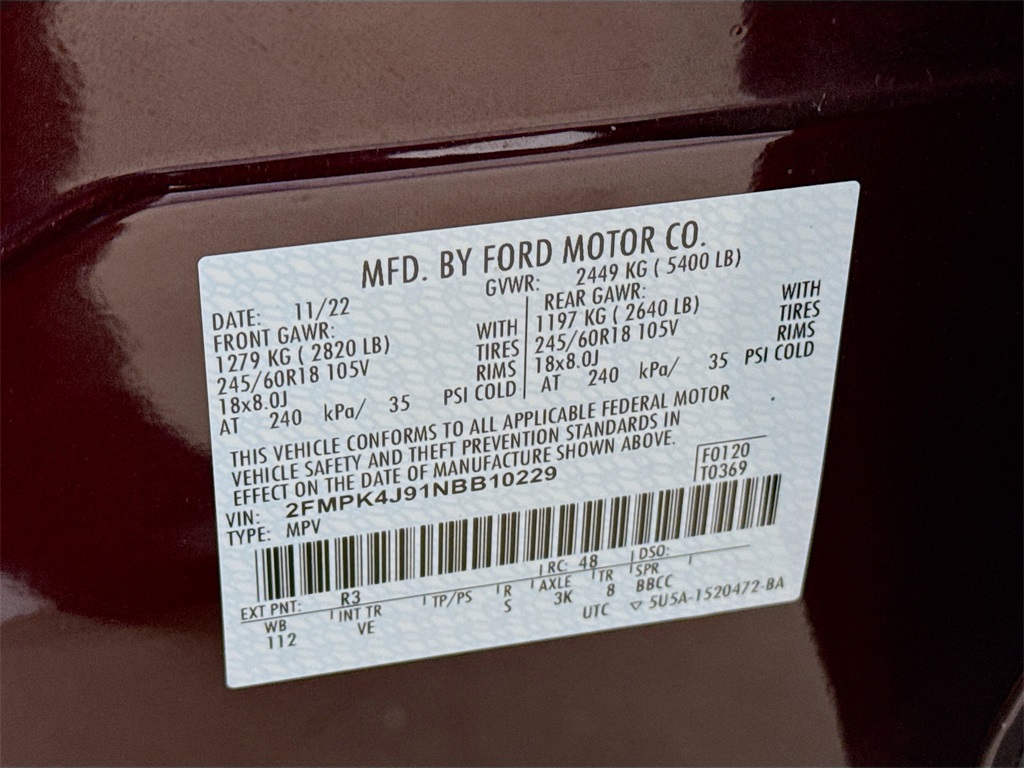 MFD. BY FORD MOTOR CO.
DATE: 11/22 GVWR: 2449 KG ( 5400 LB)
FRONT GAWR: REAR GAWR:
1279 KG ( 2820 LB) WITH 1197 KG ( 2640 LB) WITH
245/60R18 105V TIRES 245/60R18 105V TIRES
18x8.0J RIMS 18x8.0J RIMS
AT 240 kPa/ 35 PSI COLD AT 240 kPa/ 35 PSI COLD
THIS VEHICLE CONFORMS TO ALL APPLICABLE FEDERAL MOTOR
VEHICLE SAFETY AND THEFT PREVENTION STANDARDS IN
EFFECT ON THE DATE OF MANUFACTURE SHOWN ABOVE.
F0120
T0369
VIN: 2FMPK4J91NBB10229
TYPE: MPV
EXT PNT: R3 RC: 48 DSO:
WB INT TR TP/PS R AXLE TR SPR
112 VE S 3K 8 BBCC
UTC ▽ 5U5A-1520472-BA